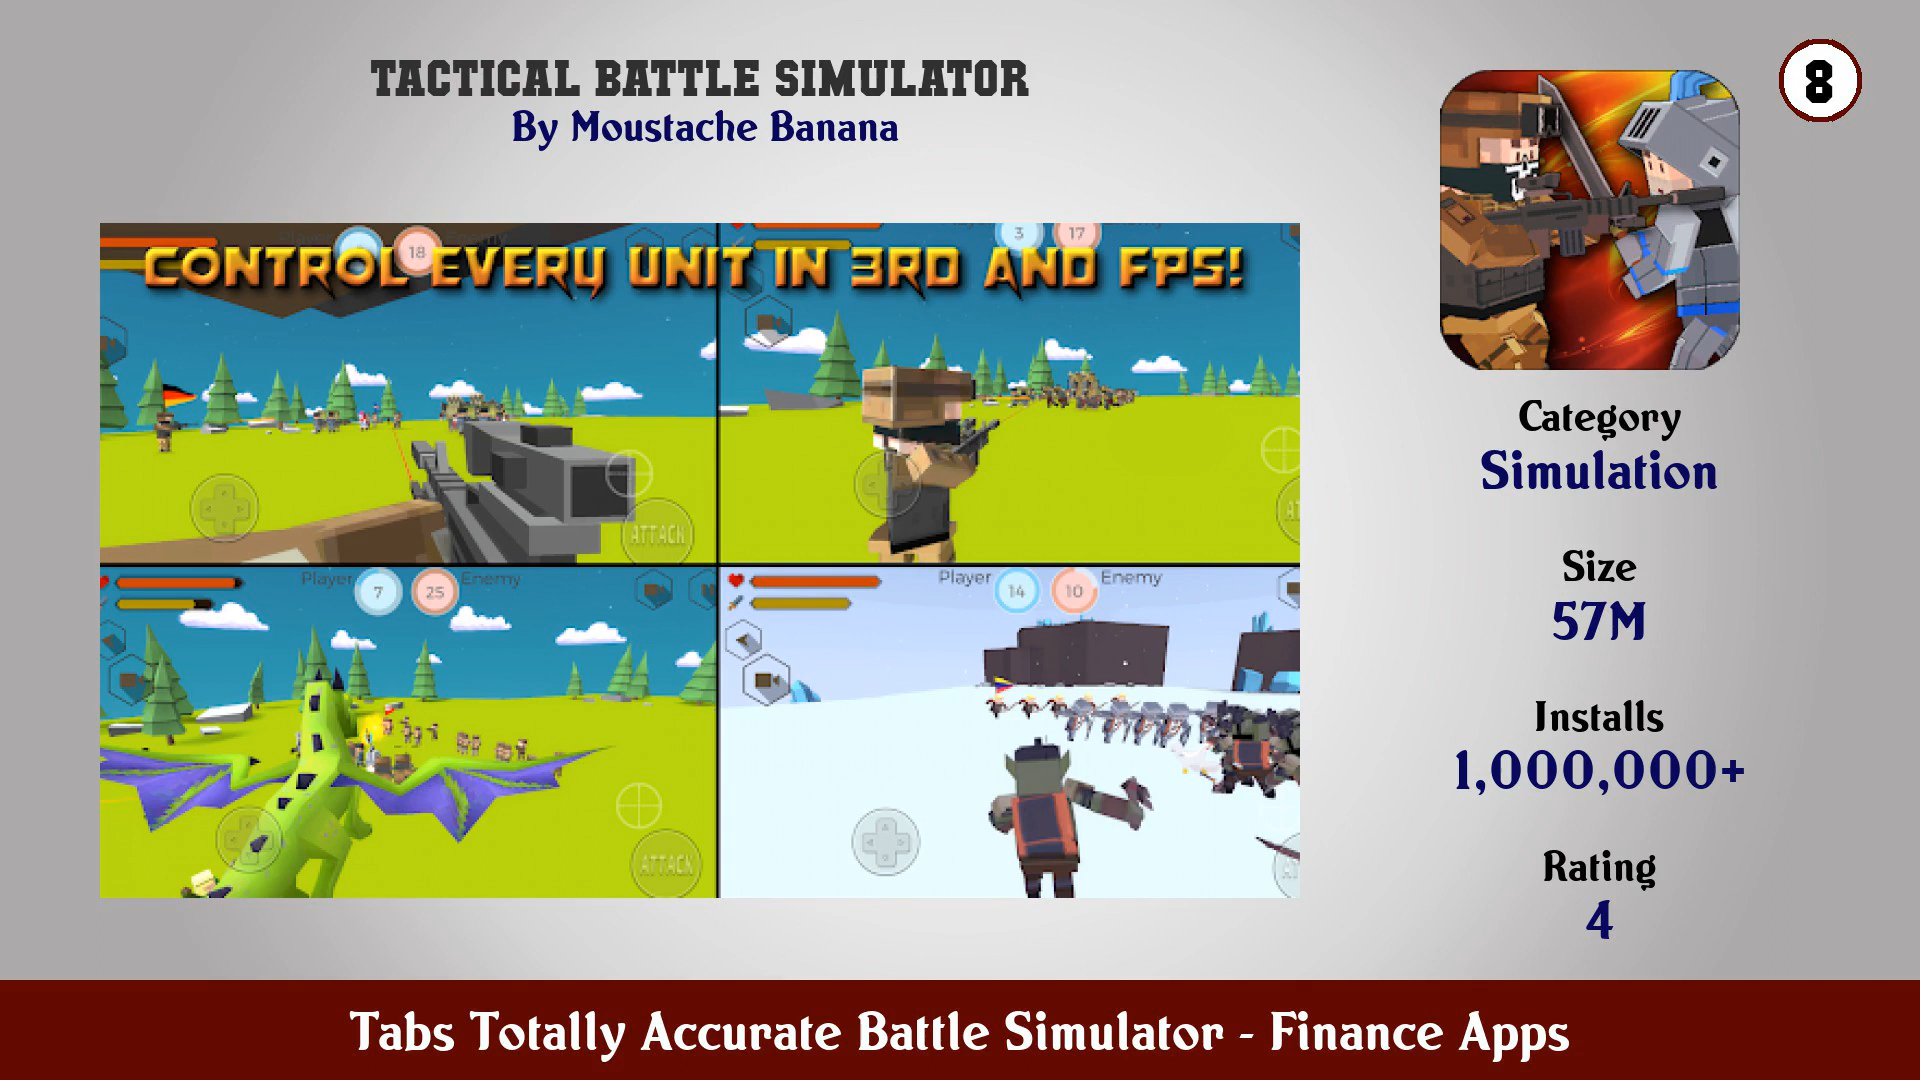 TACTICAL BATTLE SIMULATOR
By Moustache Banana
8
CONTROL EVERY UNIT IN 3RD AND FPS!
18
3
17
ATTACK
Player
7
25
Enemy
Player
14
10
Enemy
ATTACK
Category
Simulation
Size
57M
Installs
1,000,000+
Rating
4
Tabs Totally Accurate Battle Simulator - Finance Apps